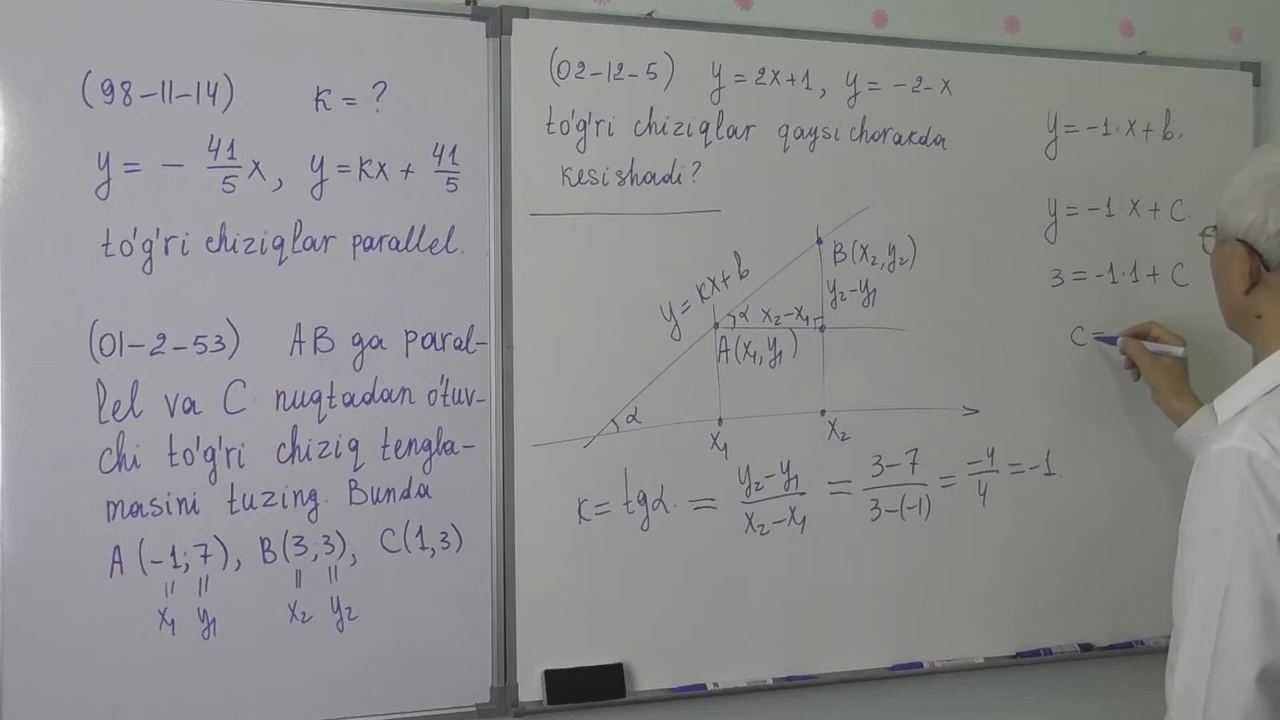 (98-11-14) K = ?
y = - 41/5 x, y = kx + 41/5
to'g'ri chiziqlar parallel.
(01-2-53) AB ga paral-
lel va C nuqtadan o'tuv-
chi to'g'ri chiziq tengla-
masini tuzing. Bunda
A(-1;7), B(3;3), C(1,3)
|| || || ||
x₁ y₁ x₂ y₂
(02-12-5) y = 2x+1, y = -2-x
to'g'ri chiziqlar qaysi chorakda
kesishadi?
y = kx+b
B(x₂,y₂)
y₂-y₁
α x₂-x₁
A(x₁,y₁)
α
x₁ x₂
K = tgα. = y₂-y₁/x₂-x₁ = 3-7/3-(-1) = -4/4 = -1
y = -1·x+b.
y = -1·x+c.
3 = -1·1+c
c =